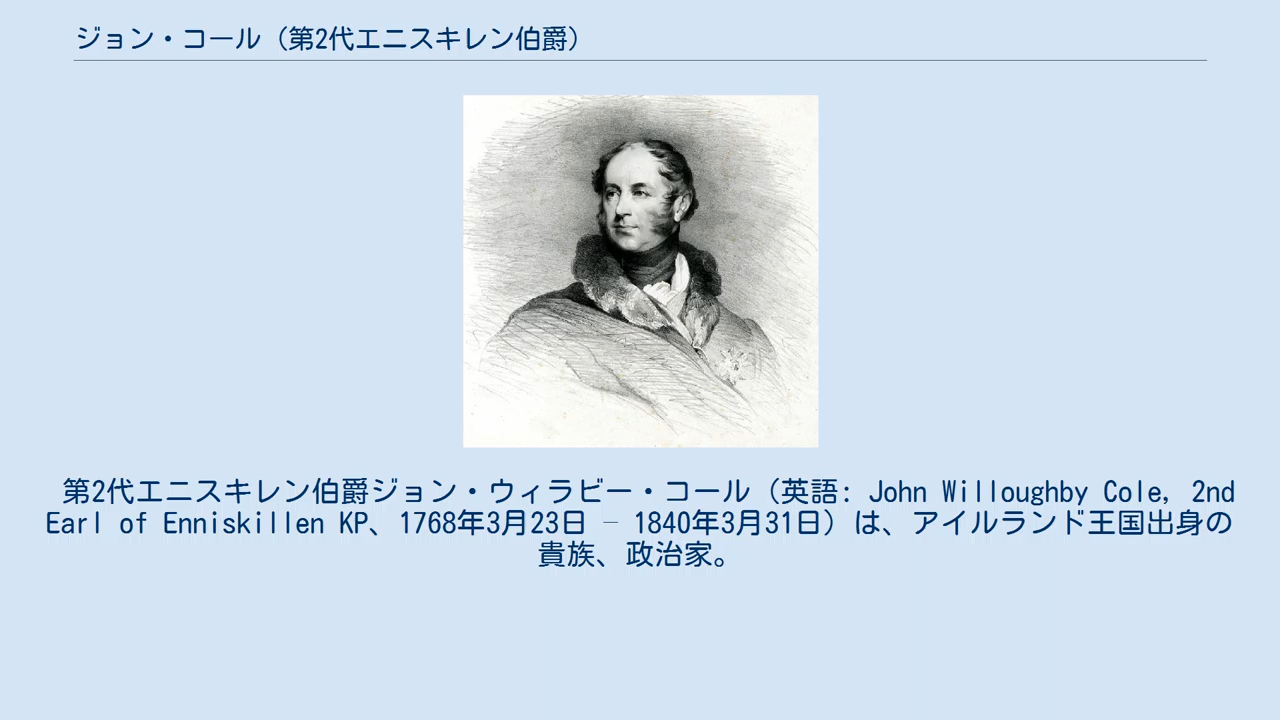 ジョン・コール（第2代エニスキレン伯爵）
第2代エニスキレン伯爵ジョン・ウィラビー・コール（英語: John Willoughby Cole, 2nd
Earl of Enniskillen KP、1768年3月23日 – 1840年3月31日）は、アイルランド王国出身の
貴族、政治家。